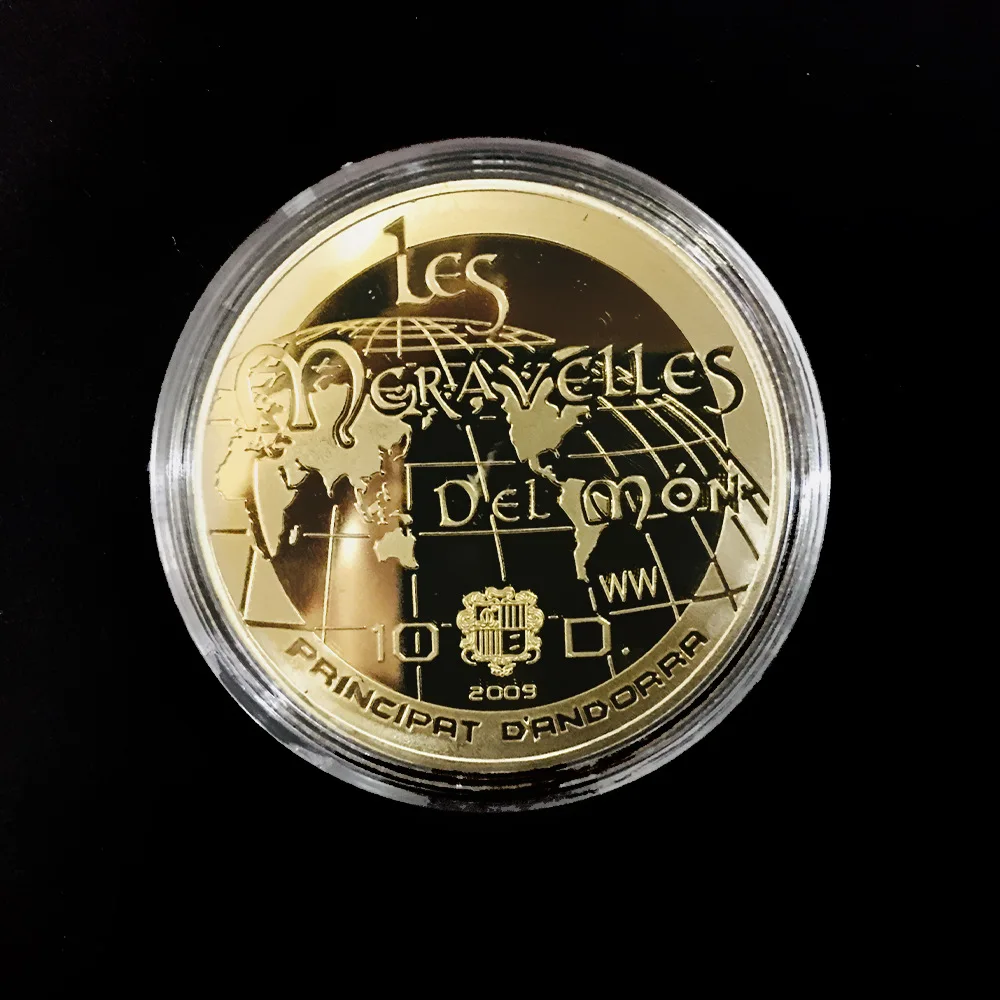 Les
Meravelles
Del Món
WW
10 D.
2009
PRINCIPAT D'ANDORRA